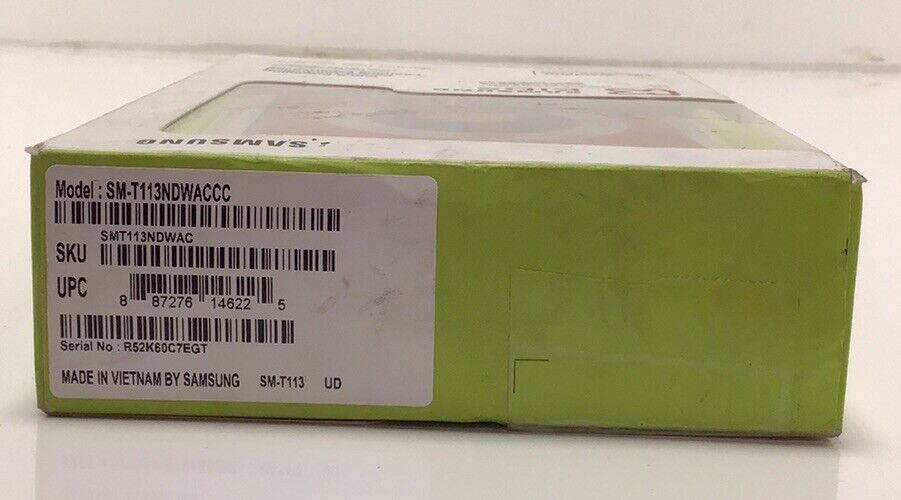 SAMSUNG
Model : SM-T113NDWACCC
SMT113NDWAC
SKU
UPC
8 87276 14622 5
Serial No : R52K60C7EGT
MADE IN VIETNAM BY SAMSUNG SM-T113 UD